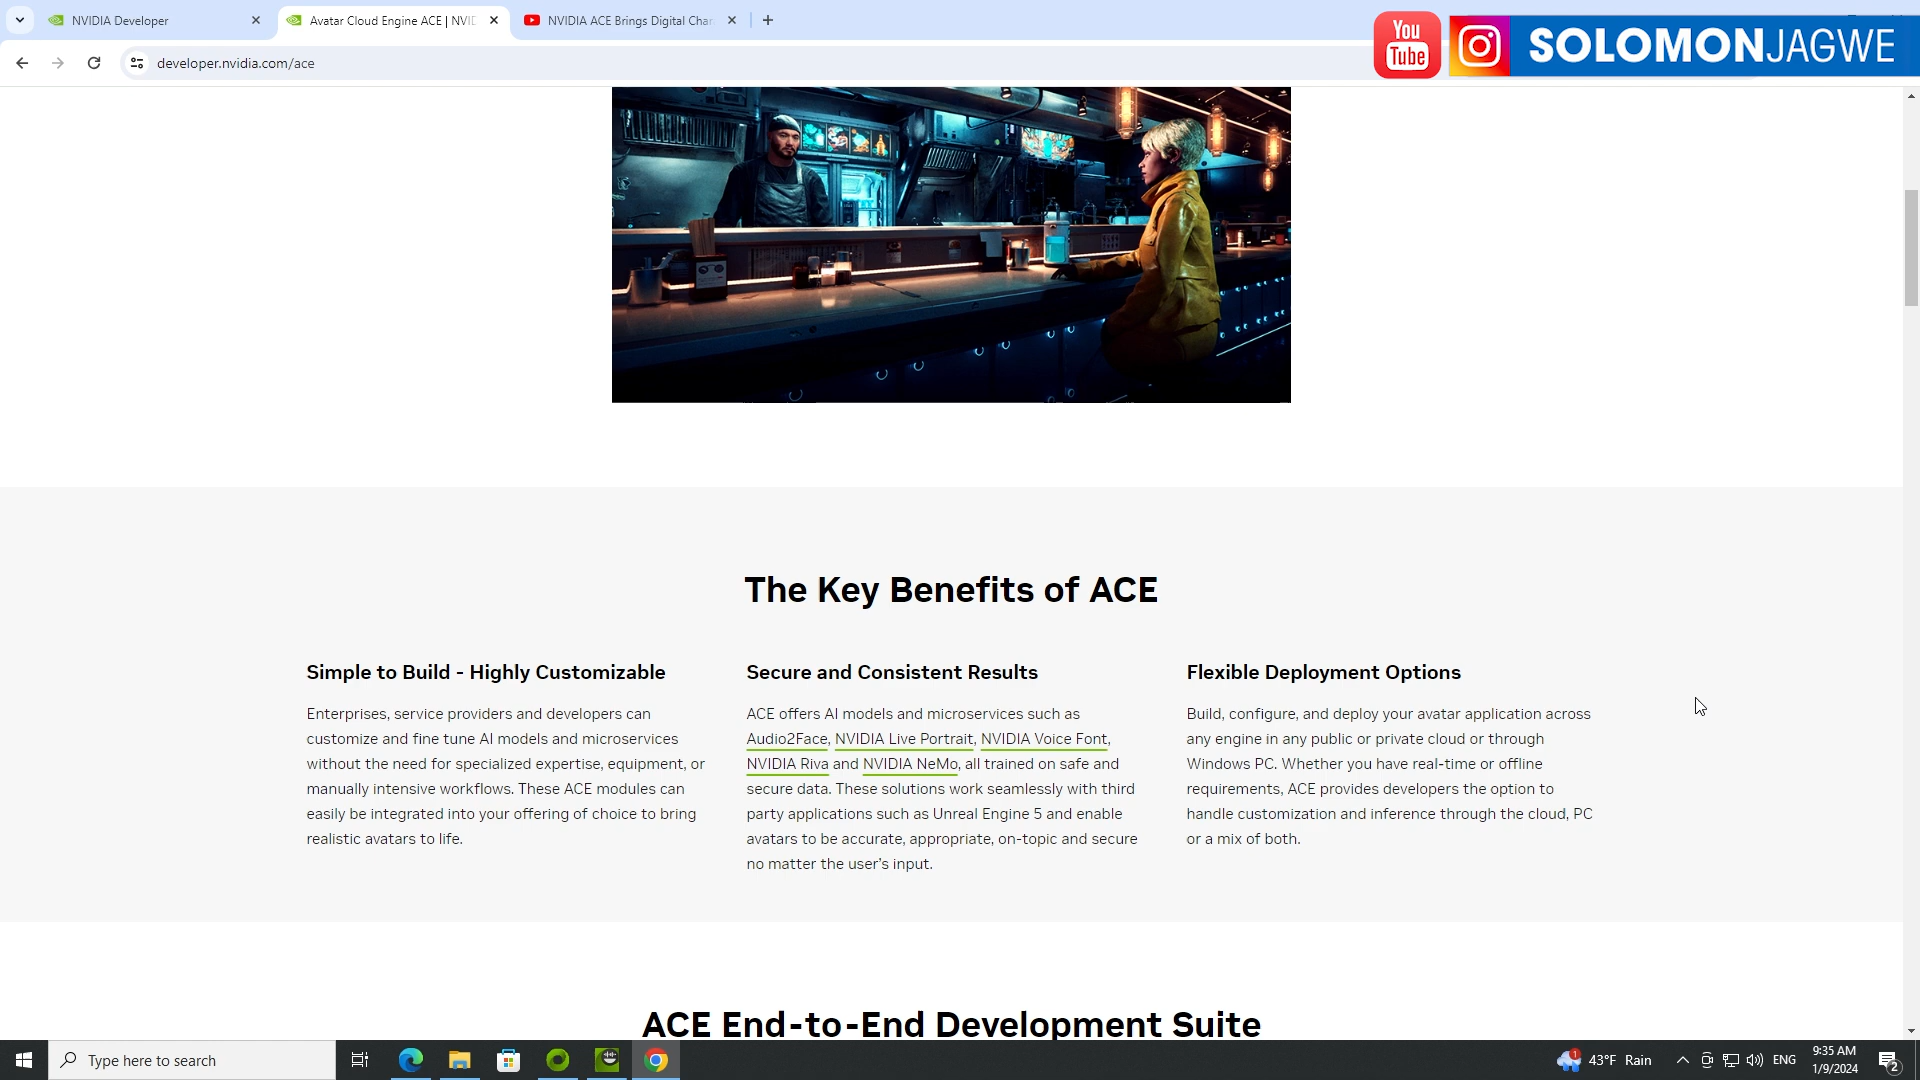 NVIDIA Developer
Avatar Cloud Engine ACE | NVI
NVIDIA ACE Brings Digital Char
You
Tube
SOLOMONJAGWE
developer.nvidia.com/ace
The Key Benefits of ACE
Simple to Build - Highly Customizable
Enterprises, service providers and developers can
customize and fine tune AI models and microservices
without the need for specialized expertise, equipment, or
manually intensive workflows. These ACE modules can
easily be integrated into your offering of choice to bring
realistic avatars to life.
Secure and Consistent Results
ACE offers AI models and microservices such as
Audio2Face, NVIDIA Live Portrait, NVIDIA Voice Font,
NVIDIA Riva and NVIDIA NeMo, all trained on safe and
secure data. These solutions work seamlessly with third
party applications such as Unreal Engine 5 and enable
avatars to be accurate, appropriate, on-topic and secure
no matter the user's input.
Flexible Deployment Options
Build, configure, and deploy your avatar application across
any engine in any public or private cloud or through
Windows PC. Whether you have real-time or offline
requirements, ACE provides developers the option to
handle customization and inference through the cloud, PC
or a mix of both.
ACE End-to-End Development Suite
Type here to search
1
43°F Rain
ENG
9:35 AM
1/9/2024
2